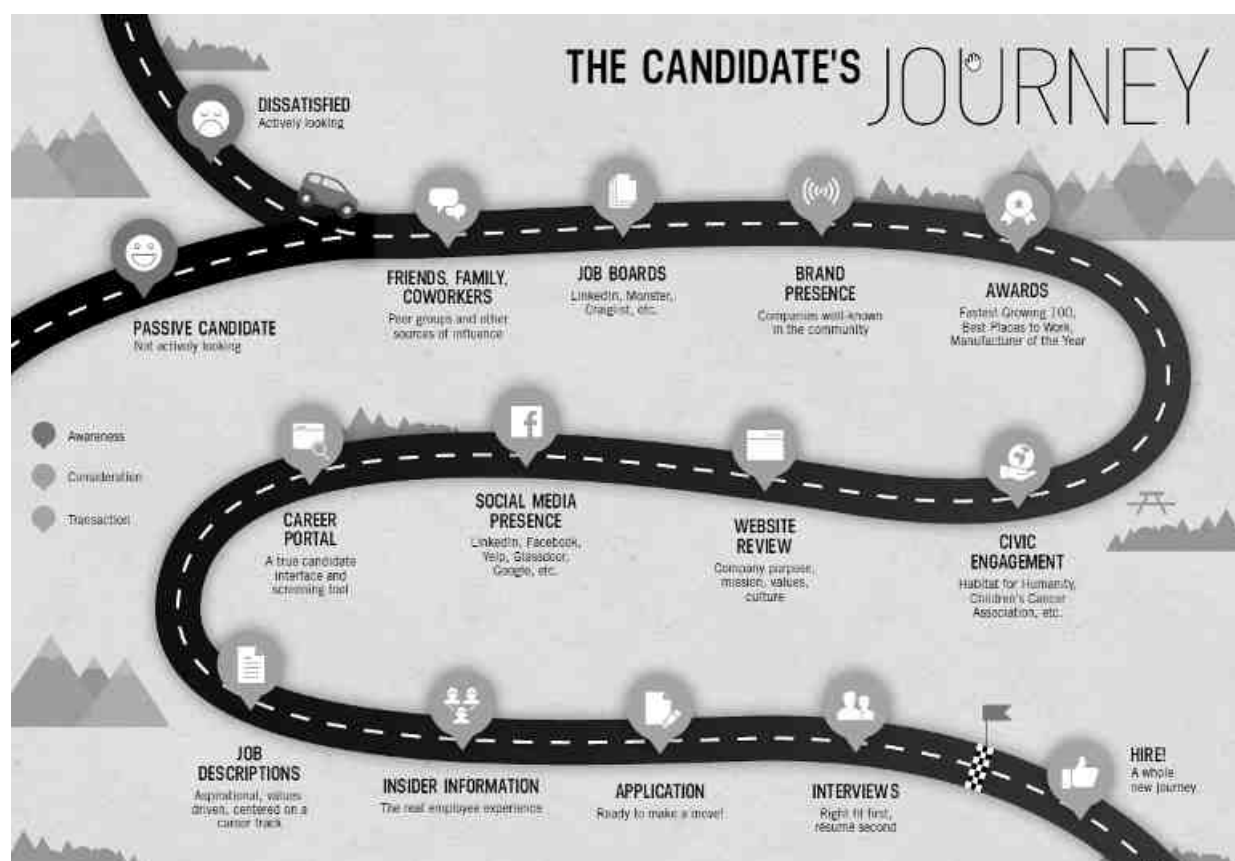 THE CANDIDATE'S JOURNEY
DISSATISFIED
Actively looking
PASSIVE CANDIDATE
Not actively looking
FRIENDS, FAMILY,
COWORKERS
Peer groups and other
sources of influence
JOB BOARDS
LinkedIn, Monster,
Craiglist, etc.
BRAND
PRESENCE
Companies well-known
in the community
AWARDS
Fastest Growing 100,
Best Places to Work,
Manufacturer of the Year
Awareness
Consideration
Transaction
CAREER
PORTAL
A true candidate
interface and
screening tool
SOCIAL MEDIA
PRESENCE
LinkedIn, Facebook,
Yelp, Glassdoor,
Google, etc.
WEBSITE
REVIEW
Company purpose,
mission, values,
culture
CIVIC
ENGAGEMENT
Habitat for Humanity,
Children's Cancer
Association, etc.
JOB
DESCRIPTIONS
Aspirational, values
driven, centered on a
career track
INSIDER INFORMATION
The real employee experience
APPLICATION
Ready to make a move!
INTERVIEWS
Right fit first,
résumé second
HIRE!
A whole
new journey